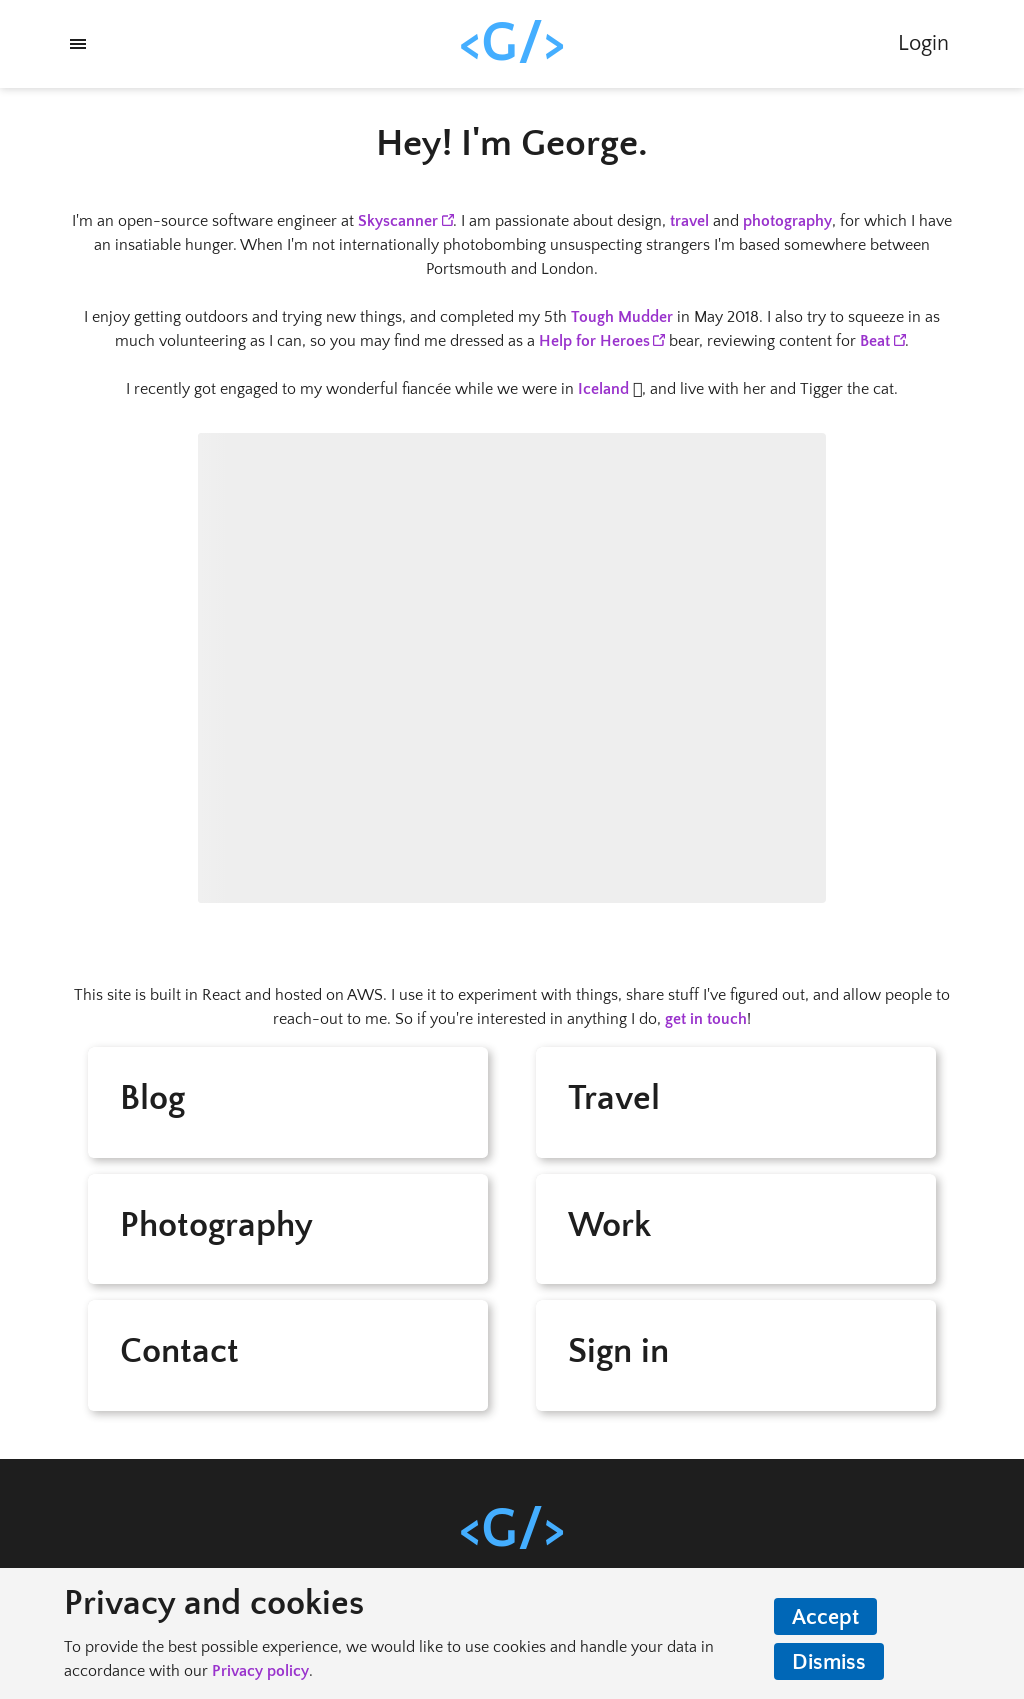 <G/>
Login
Hey! I'm George.
I'm an open-source software engineer at Skyscanner. I am passionate about design, travel and photography, for which I have
an insatiable hunger. When I'm not internationally photobombing unsuspecting strangers I'm based somewhere between
Portsmouth and London.
I enjoy getting outdoors and trying new things, and completed my 5th Tough Mudder in May 2018. I also try to squeeze in as
much volunteering as I can, so you may find me dressed as a Help for Heroes bear, reviewing content for Beat.
I recently got engaged to my wonderful fiancée while we were in Iceland , and live with her and Tigger the cat.
This site is built in React and hosted on AWS. I use it to experiment with things, share stuff I've figured out, and allow people to
reach-out to me. So if you're interested in anything I do, get in touch!
Blog
Travel
Photography
Work
Contact
Sign in
<G/>
Privacy and cookies
To provide the best possible experience, we would like to use cookies and handle your data in
accordance with our Privacy policy.
Accept
Dismiss